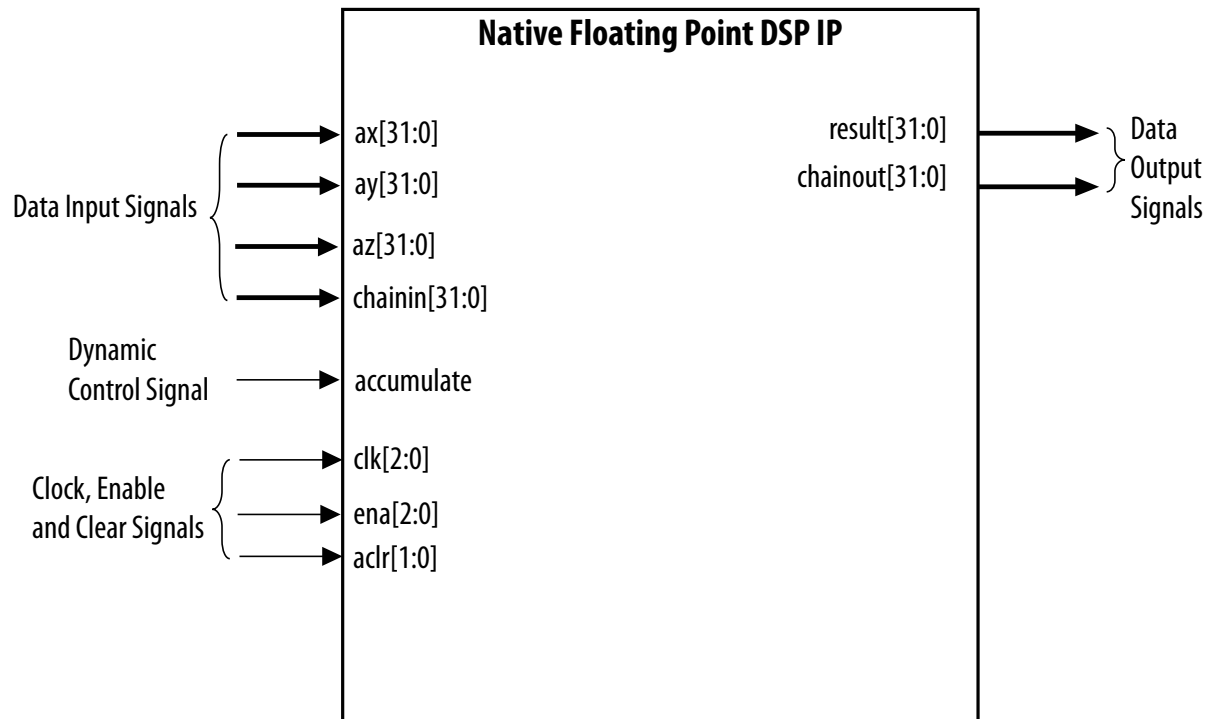 Native Floating Point DSP IP
Data Input Signals
ax[31:0]
ay[31:0]
az[31:0]
chainin[31:0]
Dynamic
Control Signal
accumulate
Clock, Enable
and Clear Signals
clk[2:0]
ena[2:0]
aclr[1:0]
result[31:0]
chainout[31:0]
Data
Output
Signals